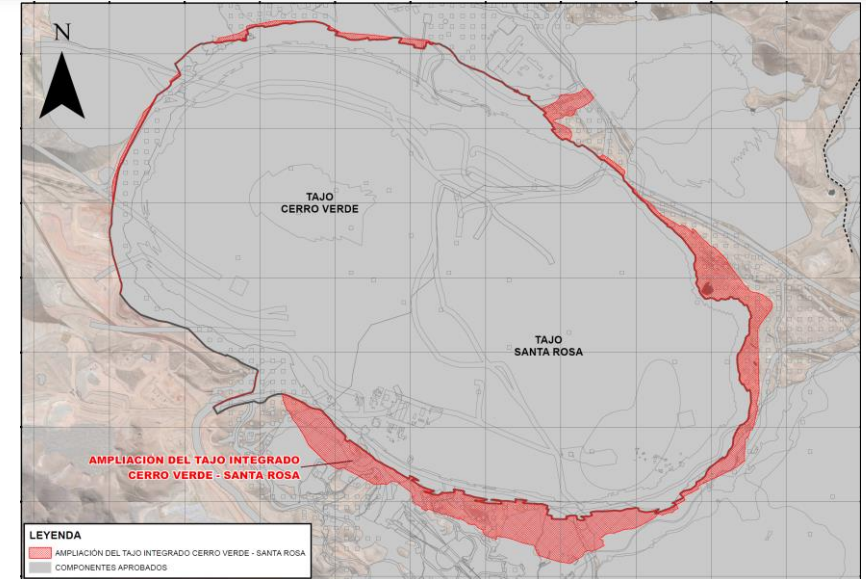 N
TAJO
CERRO VERDE
TAJO
SANTA ROSA
AMPLIACIÓN DEL TAJO INTEGRADO
CERRO VERDE - SANTA ROSA
LEYENDA
AMPLIACIÓN DEL TAJO INTEGRADO CERRO VERDE - SANTA ROSA
COMPONENTES APROBADOS